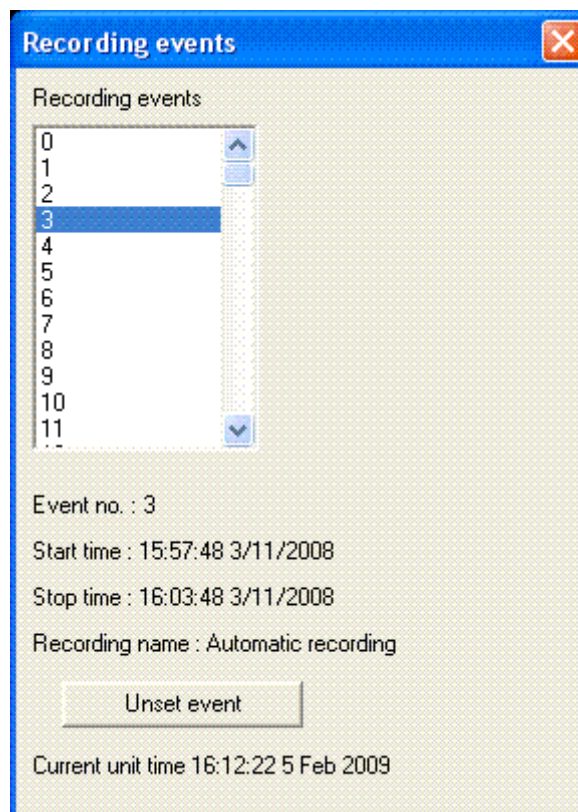 Recording events
Recording events
0
1
2
3
4
5
6
7
8
9
10
11
Event no. : 3
Start time : 15:57:48 3/11/2008
Stop time : 16:03:48 3/11/2008
Recording name : Automatic recording
Unset event
Current unit time 16:12:22 5 Feb 2009